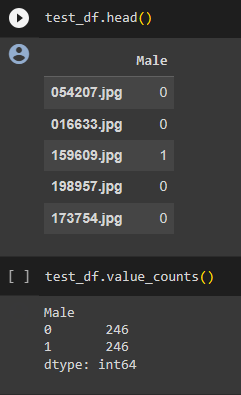 test_df.head()
Male
054207.jpg 0
016633.jpg 0
159609.jpg 1
198957.jpg 0
173754.jpg 0
[ ] test_df.value_counts()
Male
0 246
1 246
dtype: int64